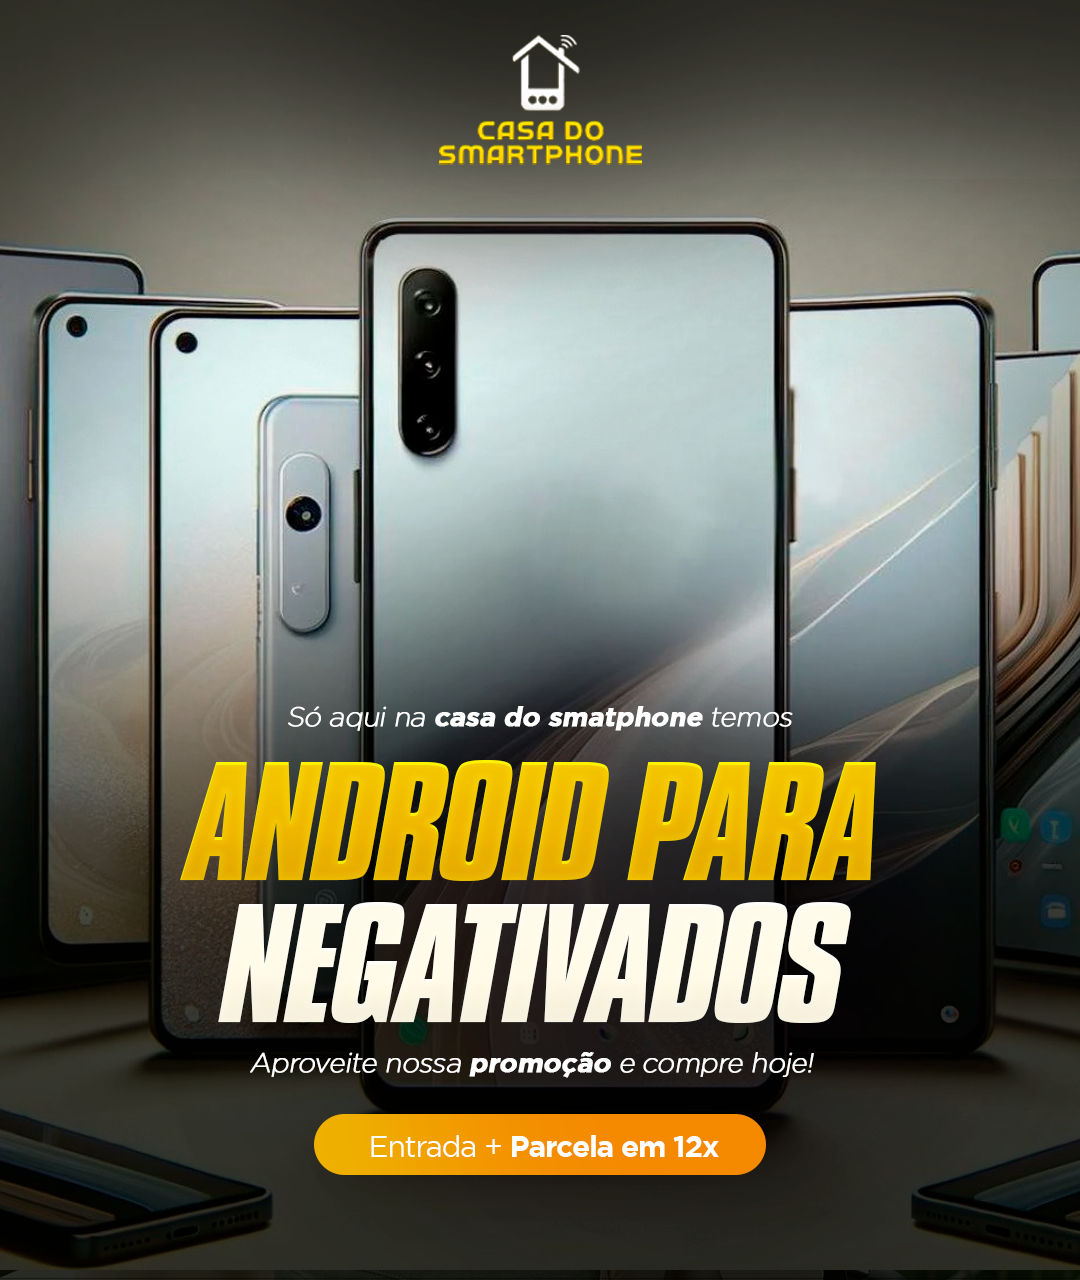 CASA DO
SMARTPHONE
Só aqui na casa do smatphone temos
ANDROID PARA
NEGATIVADOS
Aproveite nossa promoção e compre hoje!
Entrada + Parcela em 12x